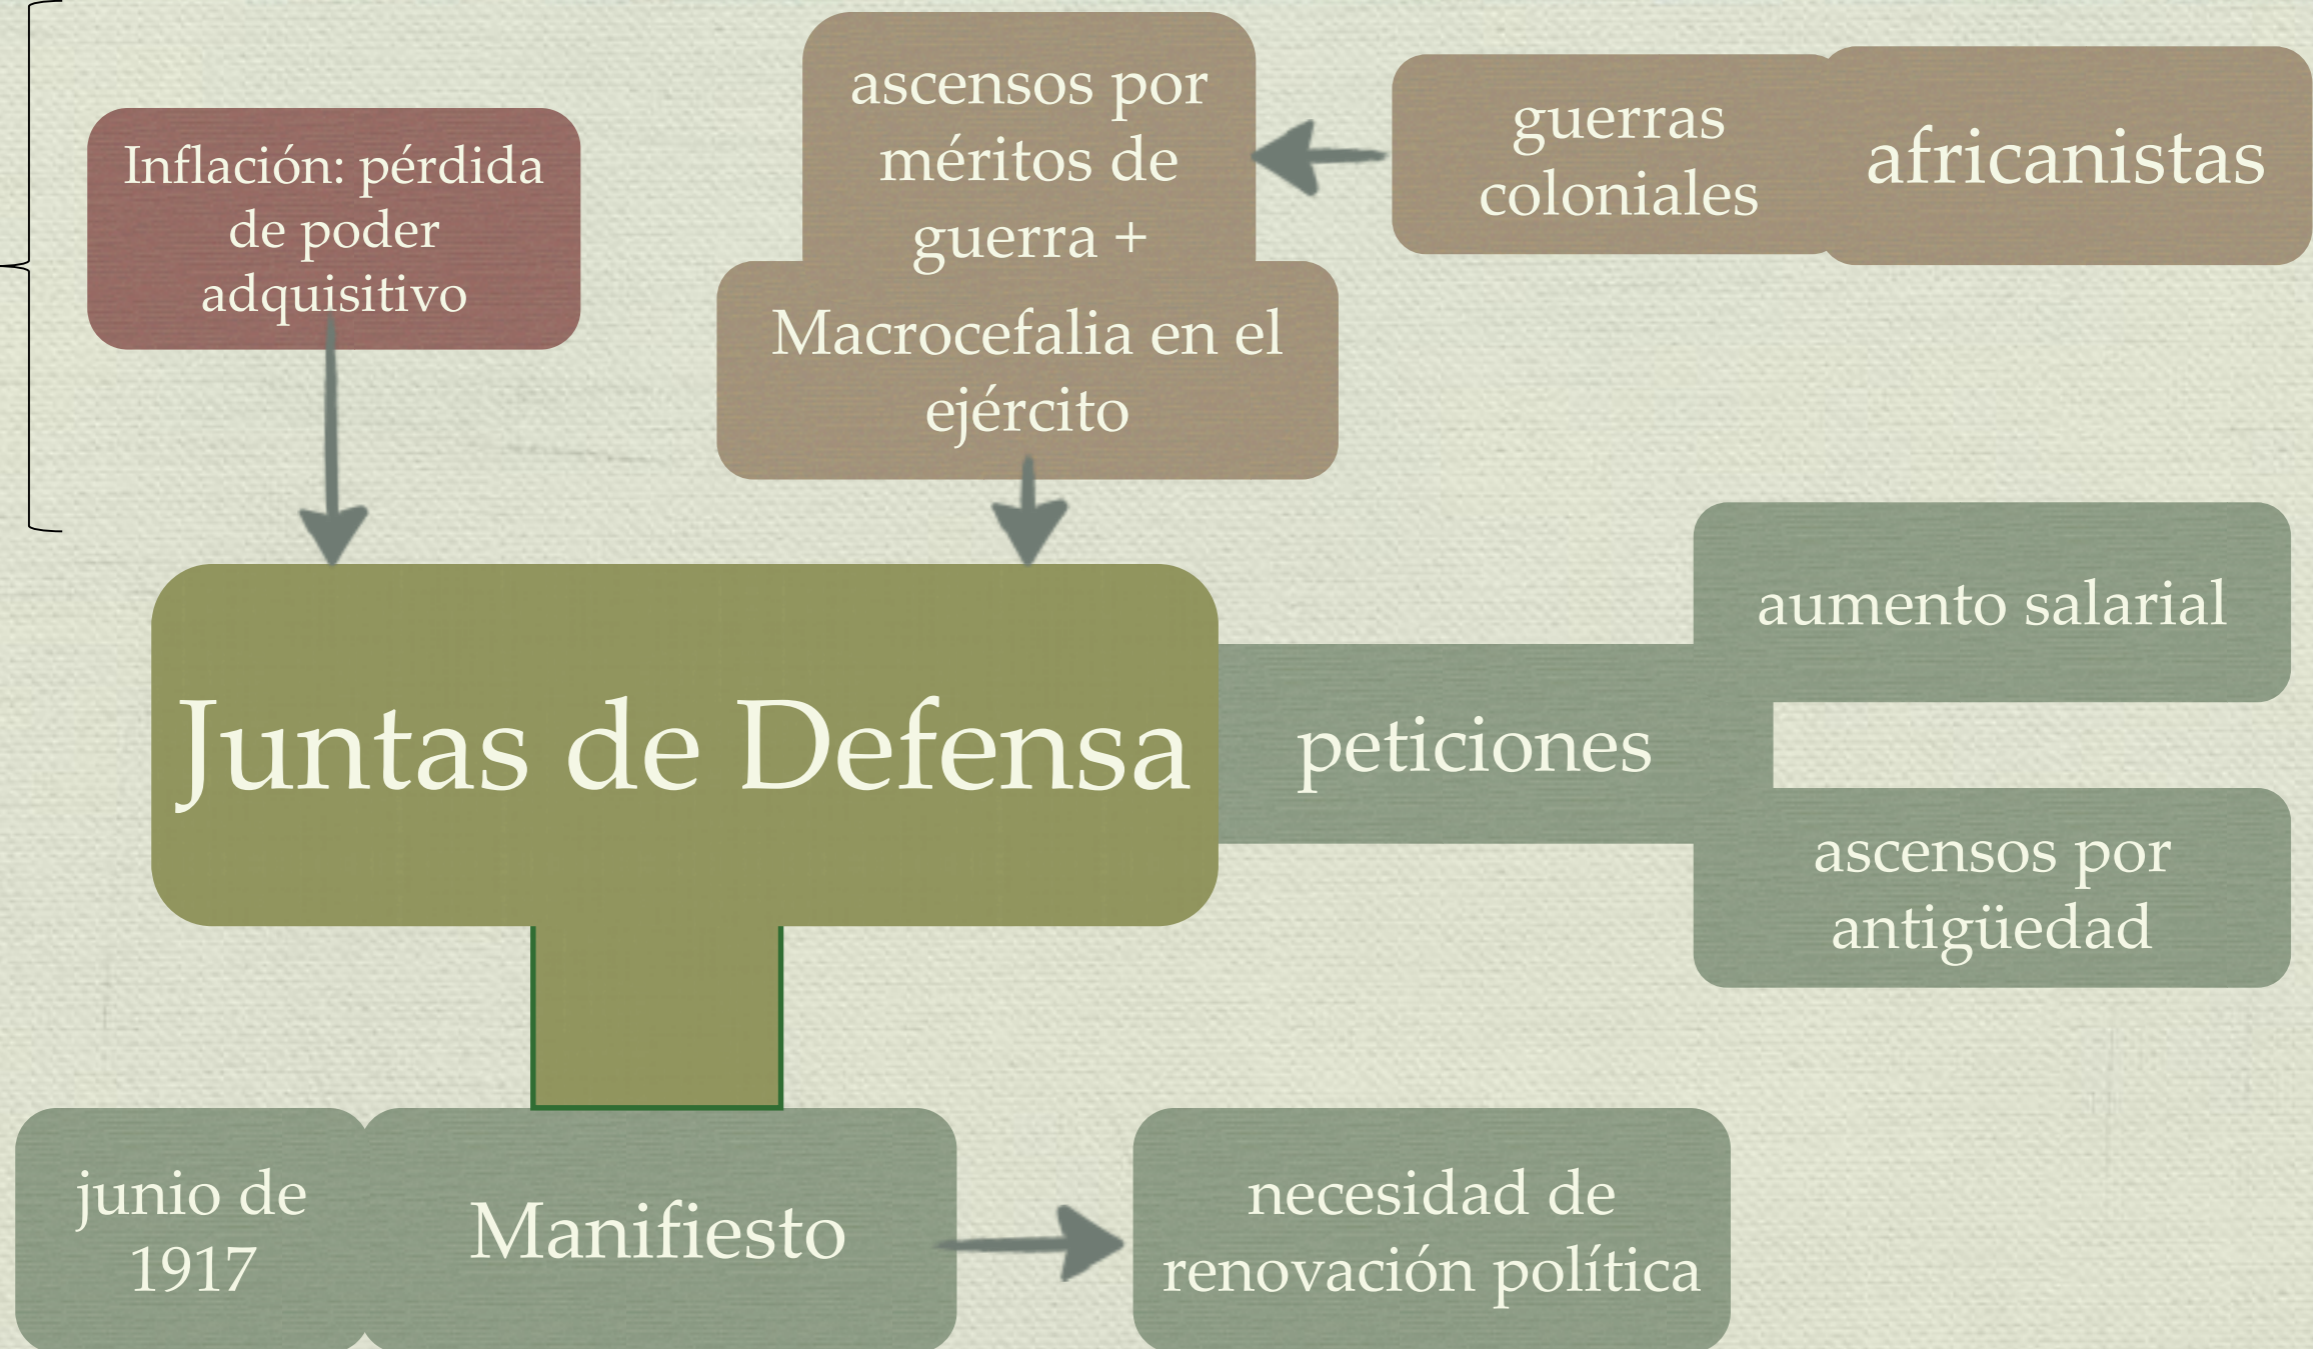 Inflación: pérdida
de poder
adquisitivo
ascensos por
méritos de
guerra +
Macrocefalia en el
ejército
guerras
coloniales
africanistas
Juntas de Defensa
peticiones
aumento salarial
ascensos por
antigüedad
junio de
1917
Manifiesto
necesidad de
renovación política